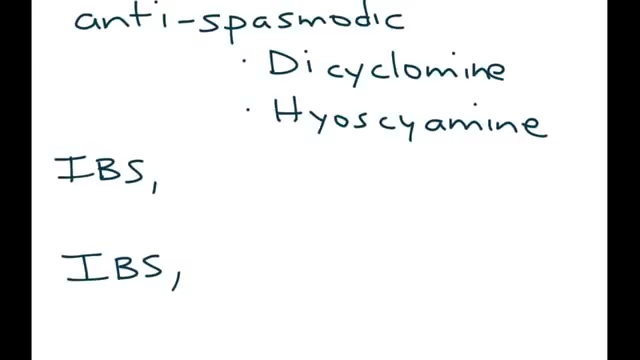 anti-spasmodic
· Dicyclomine
· Hyoscyamine
IBS,
IBS,